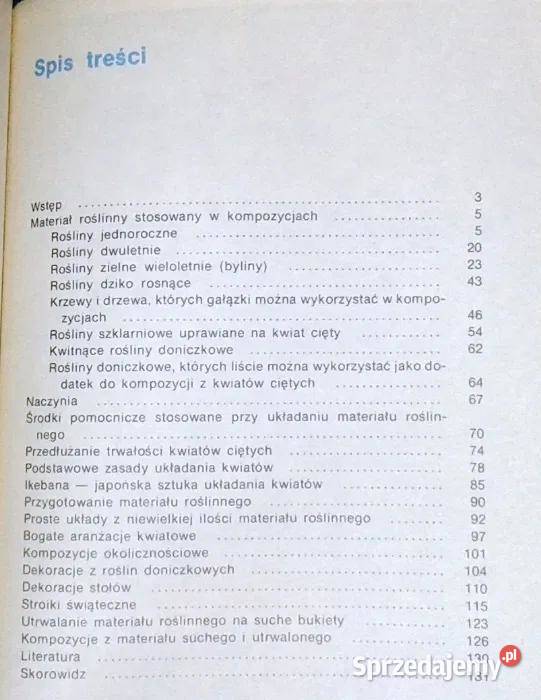 Spis treści
Wstęp ........ 3
Materiał roślinny stosowany w kompozycjach ........ 5
Rośliny jednoroczne ........ 5
Rośliny dwuletnie ........ 20
Rośliny zielne wieloletnie (byliny) ........ 23
Rośliny dziko rosnące ........ 43
Krzewy i drzewa, których gałązki można wykorzystać w kompo-
zycjach ........ 46
Rośliny szklarniowe uprawiane na kwiat cięty ........ 54
Kwitnące rośliny doniczkowe ........ 62
Rośliny doniczkowe, których liście można wykorzystać jako do-
datek do kompozycji z kwiatów ciętych ........ 64
Naczynia ........ 67
Środki pomocnicze stosowane przy układaniu materiału roślin-
nego ........ 70
Przedłużanie trwałości kwiatów ciętych ........ 74
Podstawowe zasady układania kwiatów ........ 78
Ikebana — japońska sztuka układania kwiatów ........ 85
Przygotowanie materiału roślinnego ........ 90
Proste układy z niewielkiej ilości materiału roślinnego ........ 92
Bogate aranżacje kwiatowe ........ 97
Kompozycje okolicznościowe ........ 101
Dekoracje z roślin doniczkowych ........ 104
Dekoracje stołów ........ 110
Stroiki świąteczne ........ 115
Utrwalanie materiału roślinnego na suche bukiety ........ 123
Kompozycje z materiału suchego i utrwalonego ........ 126
Literatura ........ 130
Skorowidz ........ 131
Sprzedajemy .pl